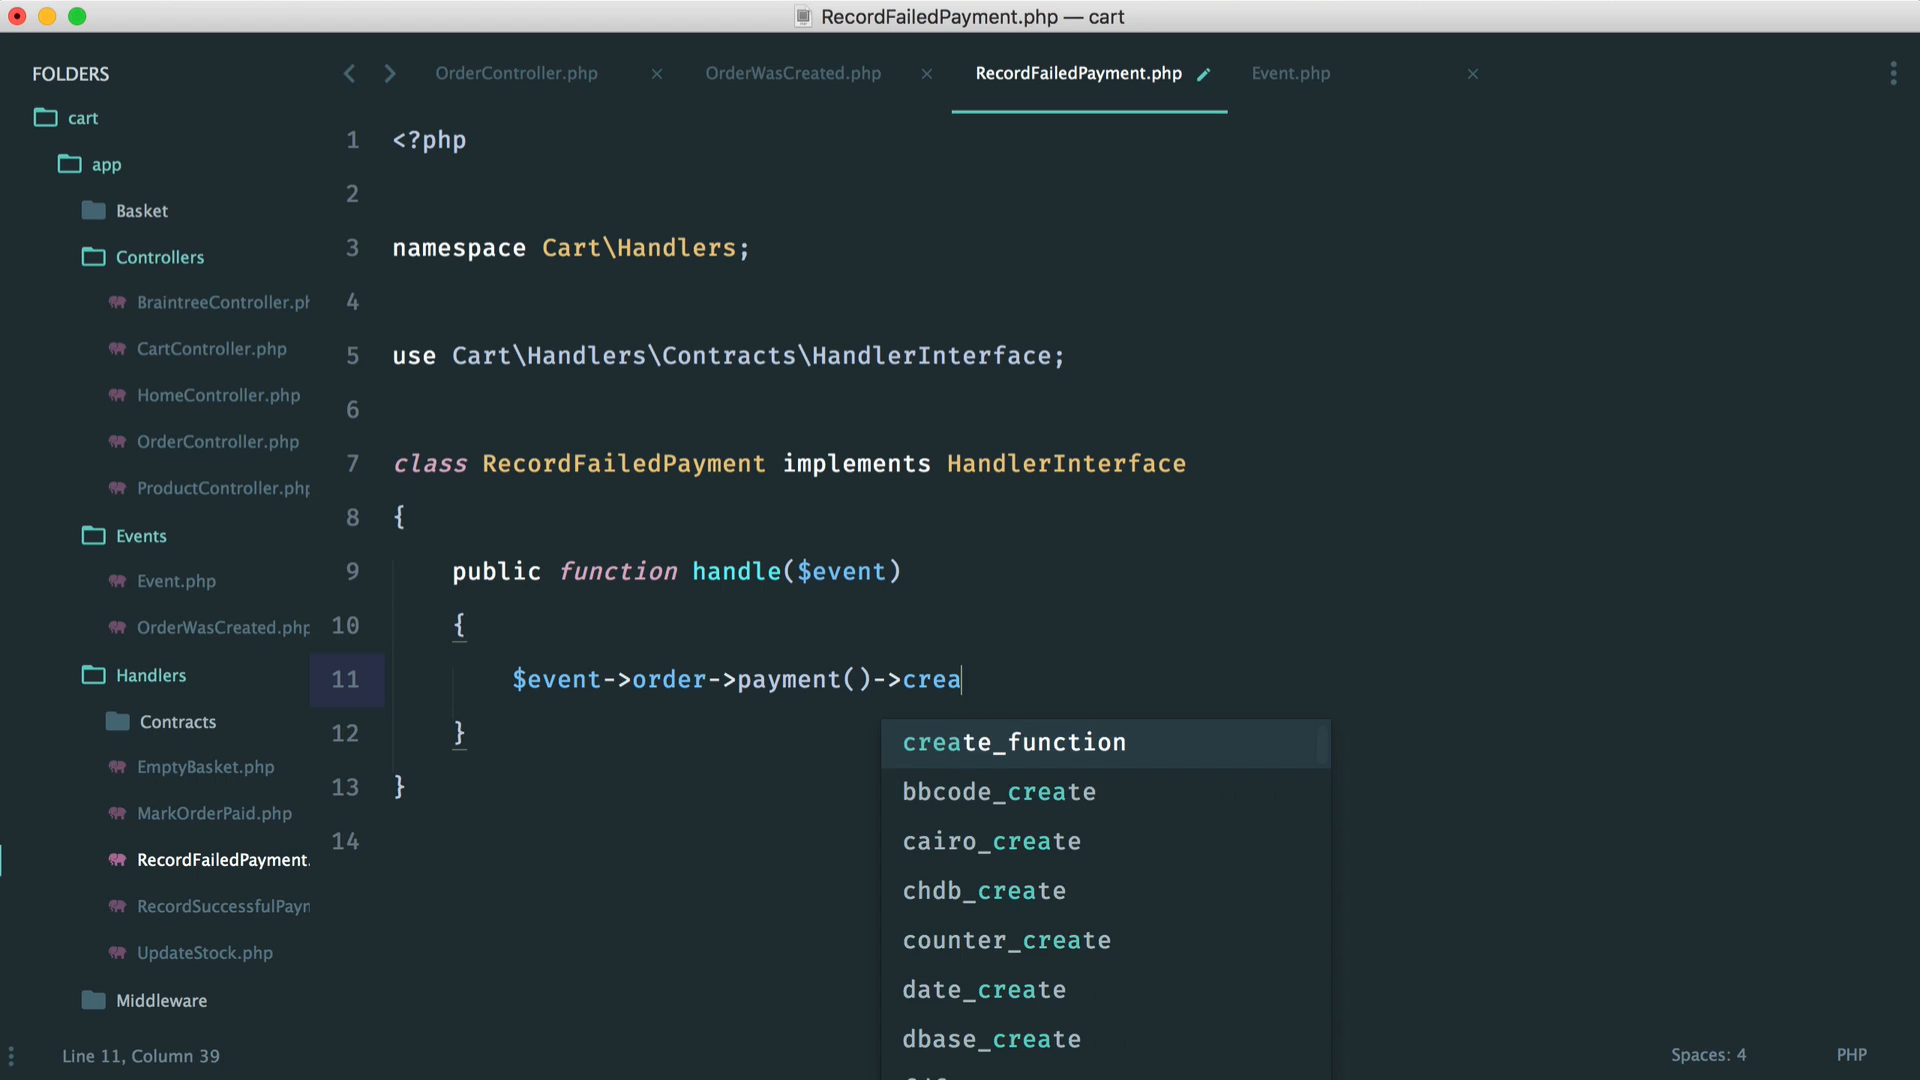 RecordFailedPayment.php — cart
FOLDERS
cart
app
Basket
Controllers
BraintreeController.ph
CartController.php
HomeController.php
OrderController.php
ProductController.php
Events
Event.php
OrderWasCreated.php
Handlers
Contracts
EmptyBasket.php
MarkOrderPaid.php
RecordFailedPayment.
RecordSuccessfulPaym
UpdateStock.php
Middleware
OrderController.php
OrderWasCreated.php
RecordFailedPayment.php
Event.php
1 <?php
2
3 namespace Cart\Handlers;
4
5 use Cart\Handlers\Contracts\HandlerInterface;
6
7 class RecordFailedPayment implements HandlerInterface
8 {
9 public function handle($event)
10 {
11 $event->order->payment()->crea
12 }
13 }
14
create_function
bbcode_create
cairo_create
chdb_create
counter_create
date_create
dbase_create
Line 11, Column 39
Spaces: 4
PHP